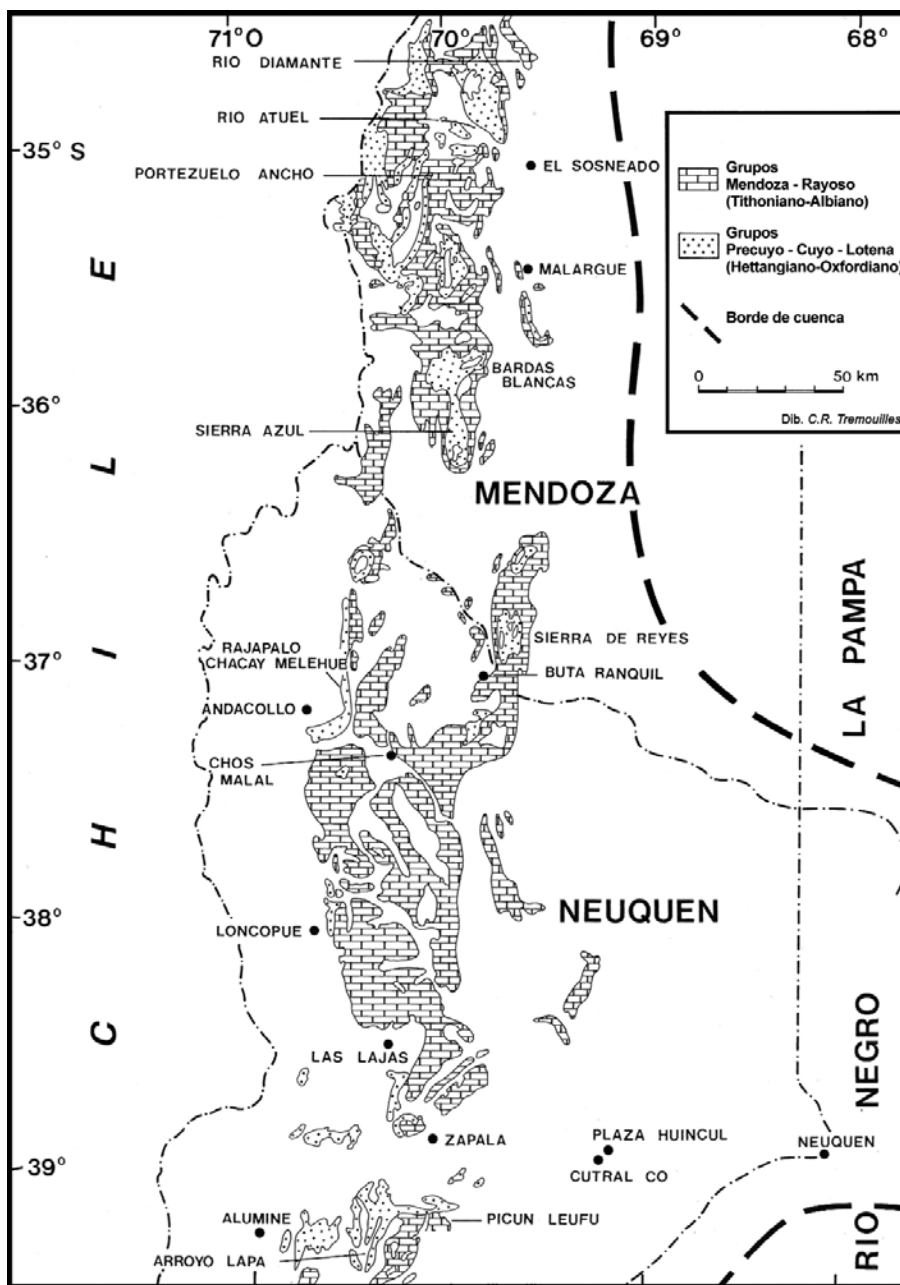 71°O
70°
69°
68°
RIO DIAMANTE
RIO ATUEL
35° S
PORTEZUELO ANCHO
EL SOSNEADO
MALARGUE
BARDAS
BLANCAS
36°
SIERRA AZUL
MENDOZA
Grupos
Mendoza - Rayoso
(Tithoniano-Albiano)
Grupos
Precuyo - Cuyo - Lotena
(Hettangiano-Oxfordiano)
Borde de cuenca
0 50 km
Dib. C.R. Tremouilles
CHILE
SIERRA DE REYES
37°
RAJAPALO
CHACAY MELEHUE
BUTA RANQUIL
ANDACOLLO
CHOS
MALAL
LA PAMPA
38°
NEUQUEN
LONCOPUE
LAS LAJAS
RIO NEGRO
ZAPALA
PLAZA HUINCUL
CUTRAL CO
NEUQUEN
39°
ALUMINE
PICUN LEUFU
ARROYO LAPA